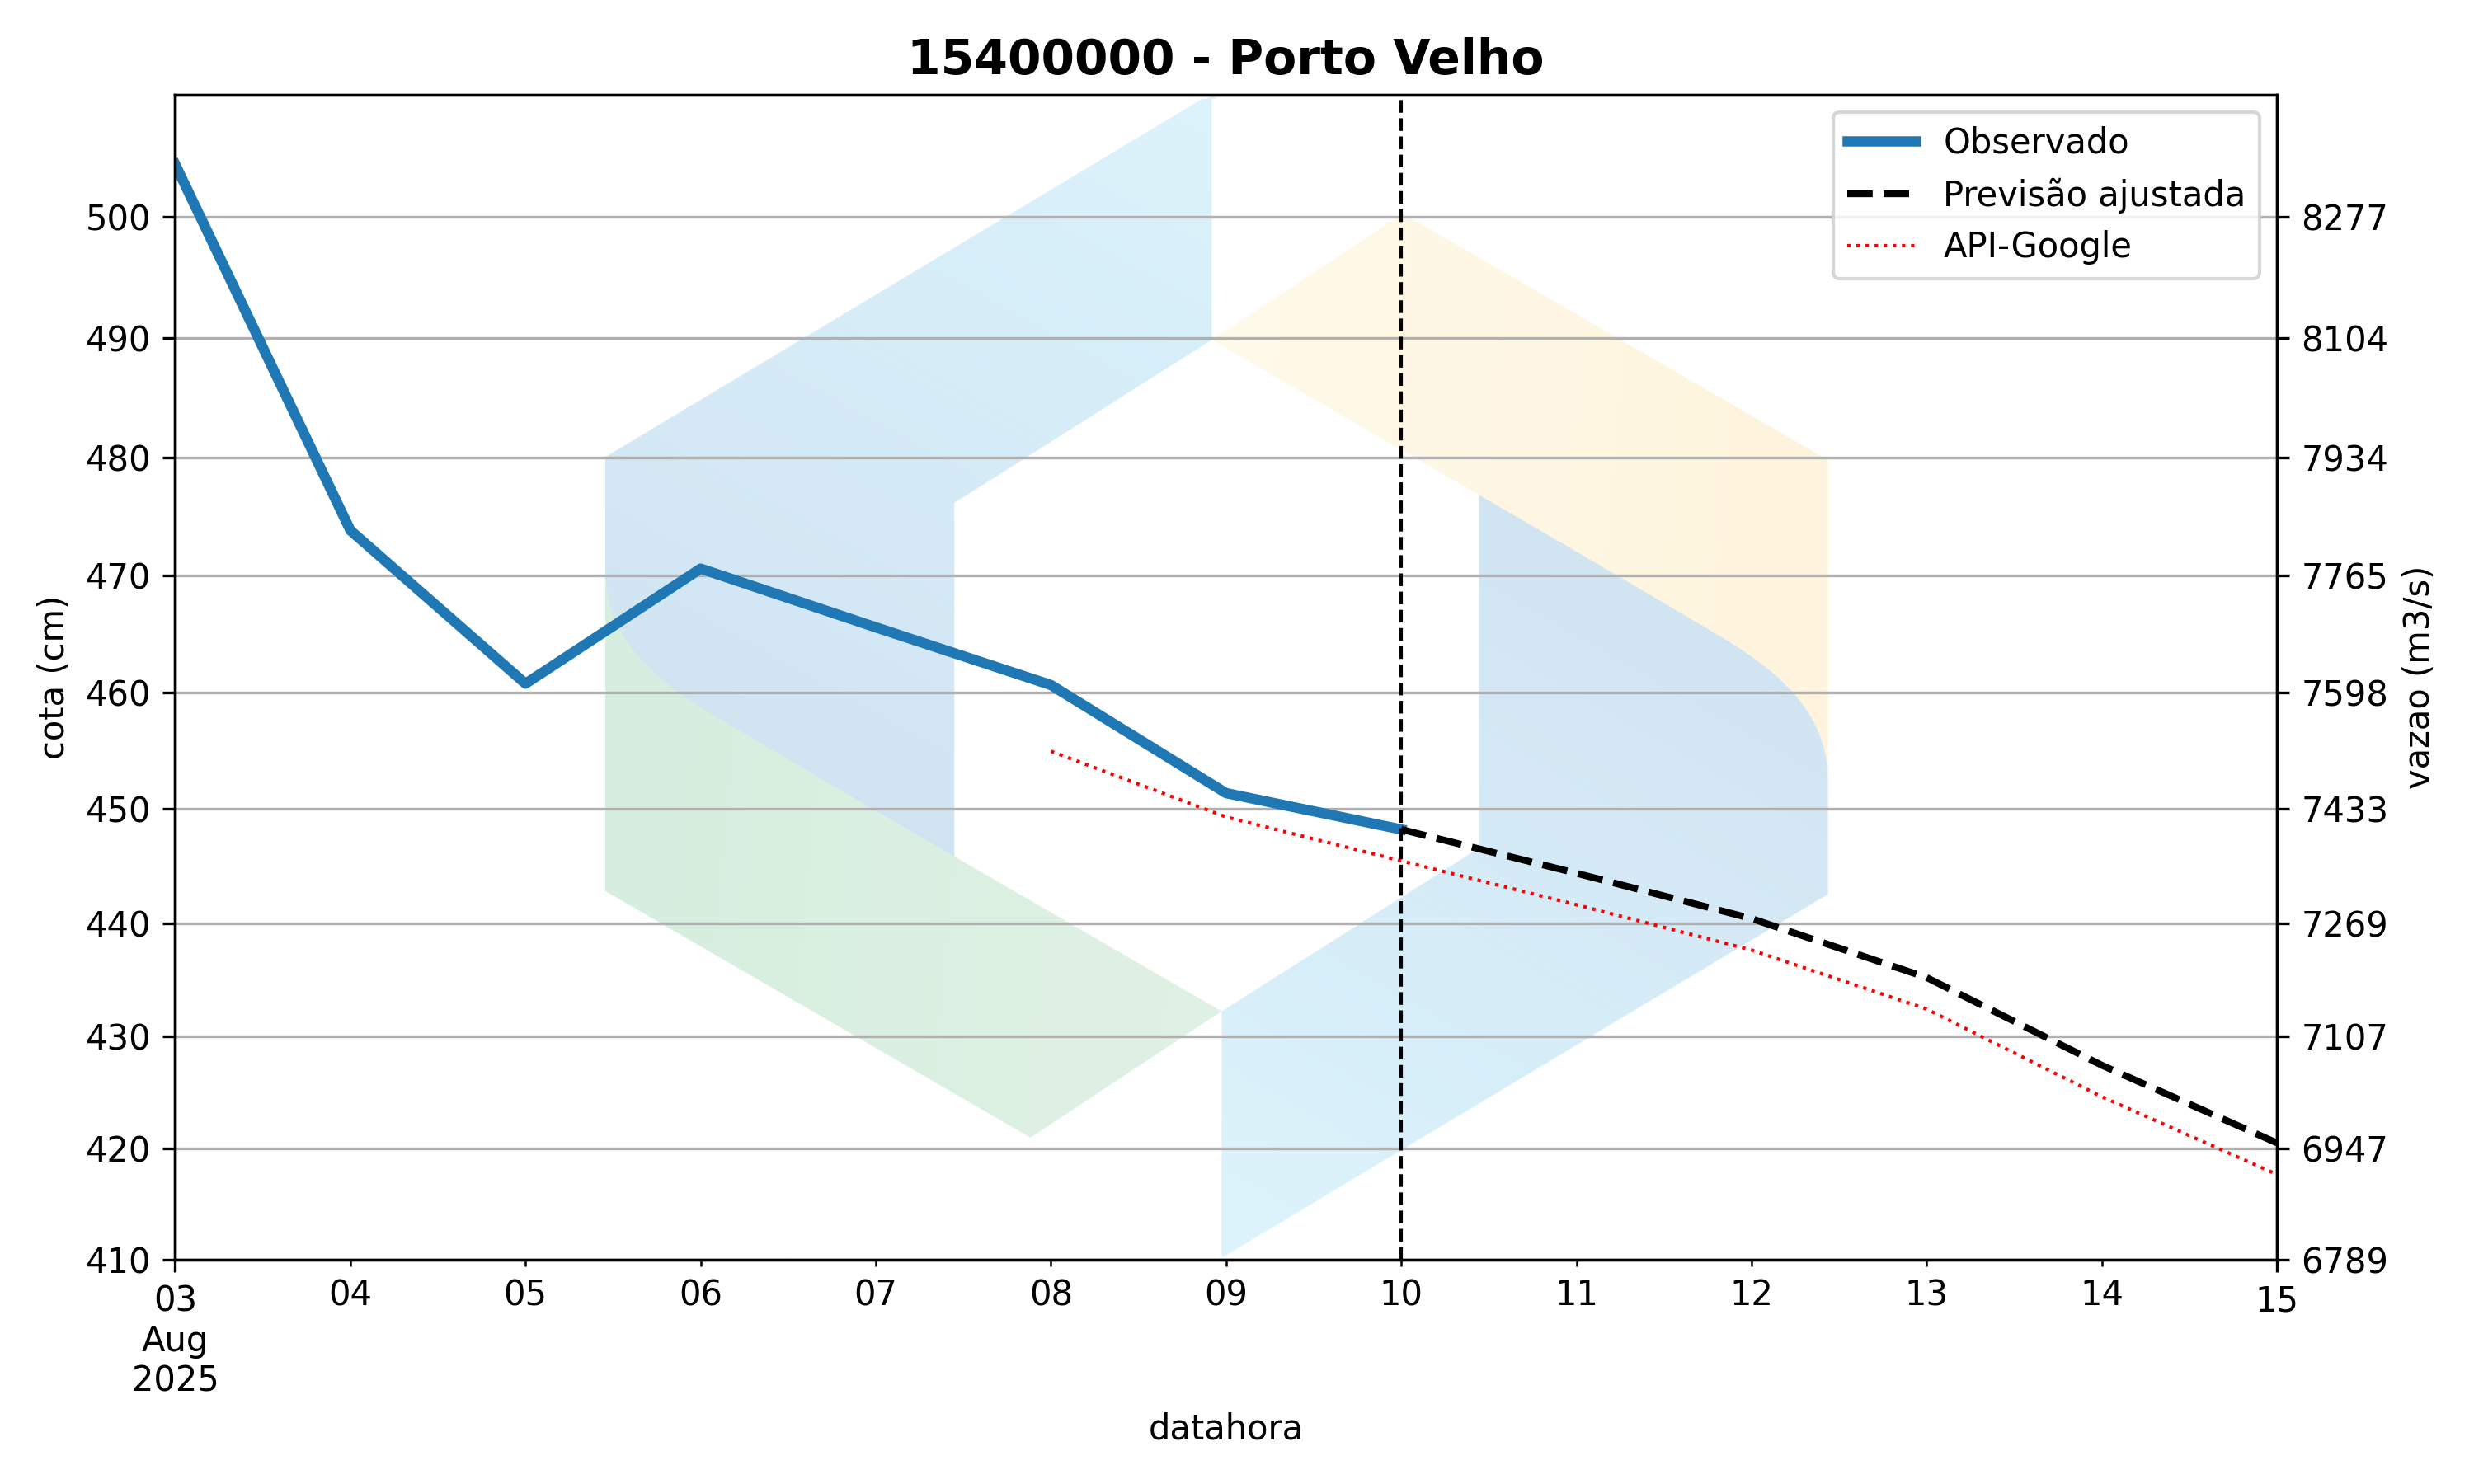 15400000 - Porto Velho
Observado
Previsão ajustada
API-Google
cota (cm)
500
490
480
470
460
450
440
430
420
410
8277
8104
7934
7765
7598
7433
7269
7107
6947
6789
vazao (m3/s)
03 04 05 06 07 08 09 10 11 12 13 14 15
Aug
2025
datahora